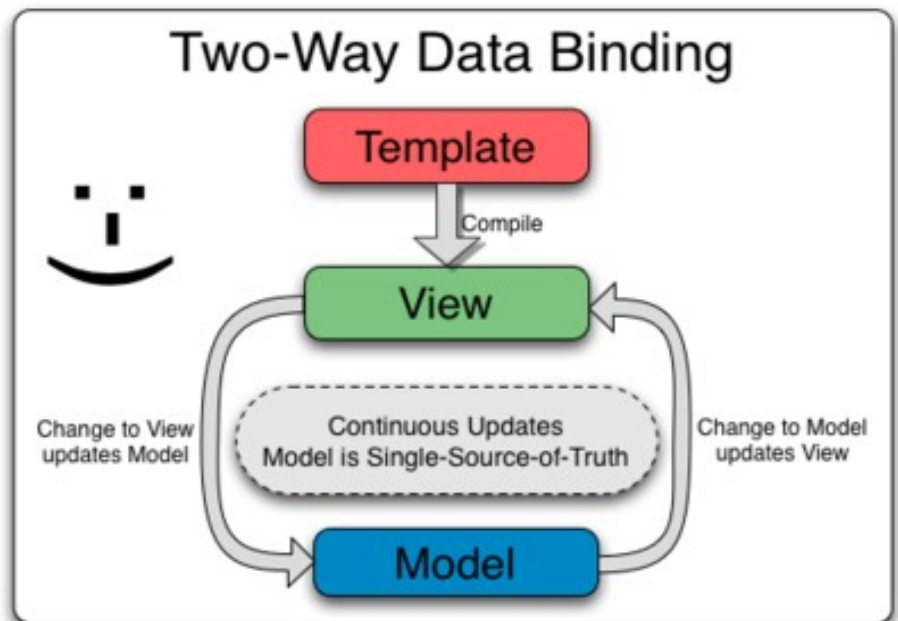 Two-Way Data Binding
Template
Compile
View
Change to View
updates Model
Continuous Updates
Model is Single-Source-of-Truth
Change to Model
updates View
Model